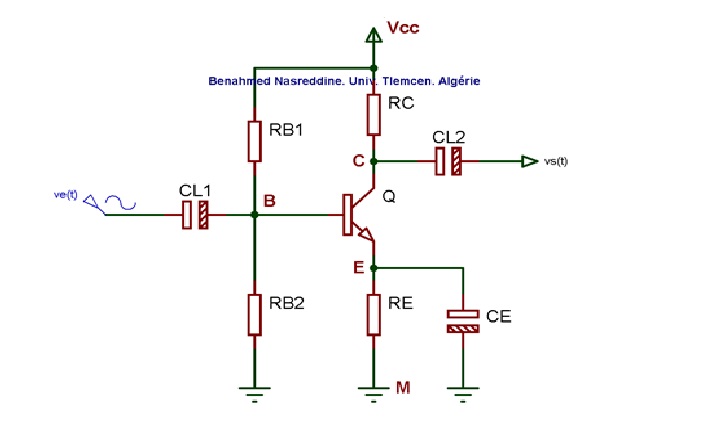 Vcc
Benahmed Nasreddine. Univ. Tlemcen. Algérie
RC
RB1
CL2
C
vs(t)
CL1
ve(t)
B
Q
E
RB2
RE
CE
M